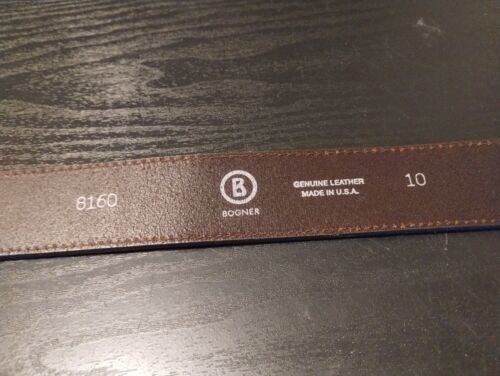 8160
B
BOGNER
GENUINE LEATHER
MADE IN U.S.A.
10